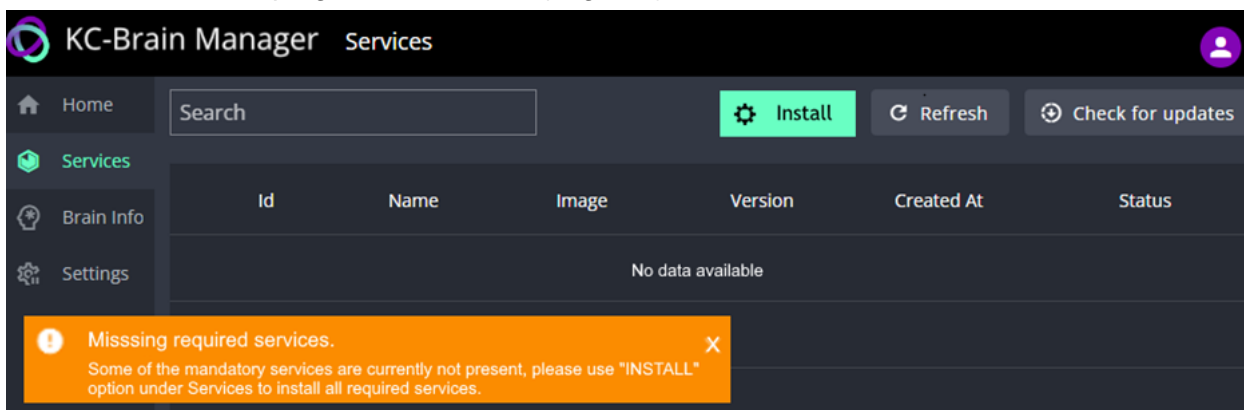 KC-Brain Manager Services
Home
Search
Install
Refresh
Check for updates
Services
Id Name Image Version Created At Status
Brain Info
Settings
No data available
Misssing required services.
X
Some of the mandatory services are currently not present, please use "INSTALL"
option under Services to install all required services.